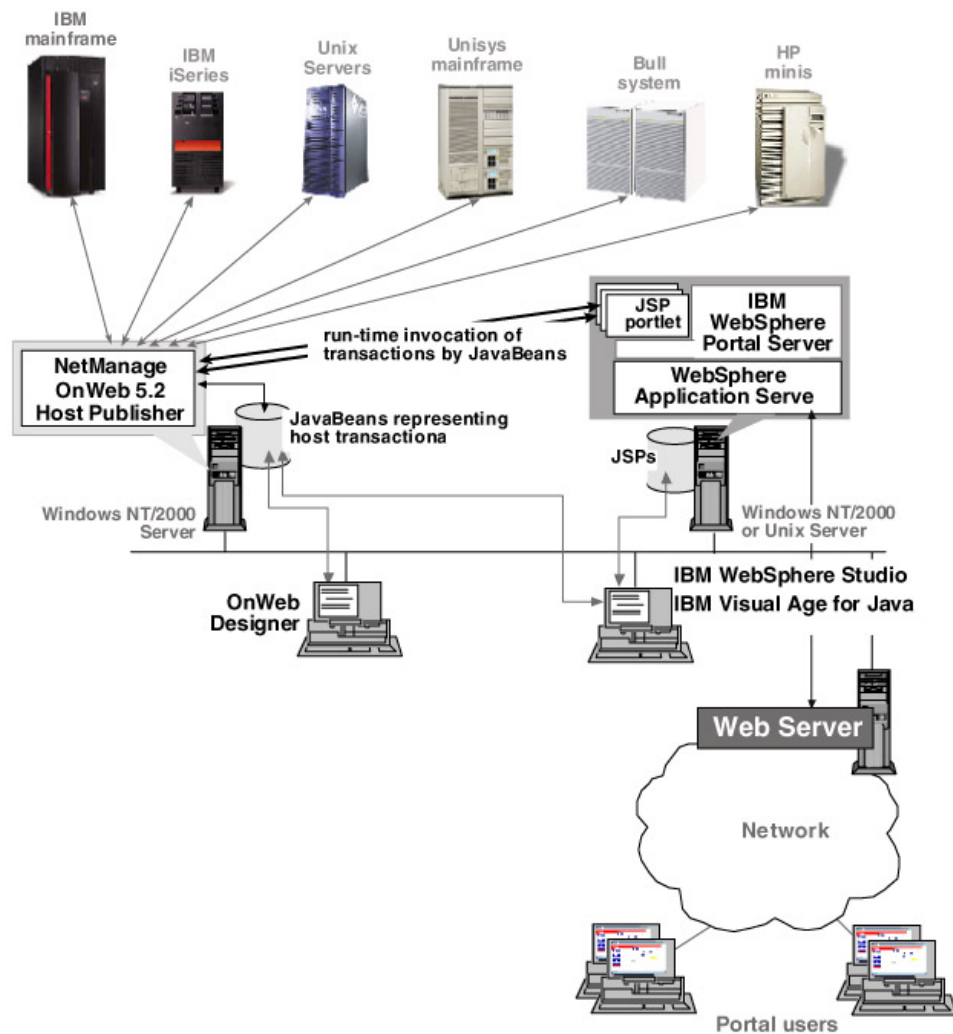 IBM
mainframe
IBM
iSeries
Unix
Servers
Unisys
mainframe
Bull
system
HP
minis
JSP
portlet
IBM
WebSphere
Portal Server
WebSphere
Application Serve
run-time invocation of
transactions by JavaBeans
NetManage
OnWeb 5.2
Host Publisher
JavaBeans representing
host transactiona
JSPs
Windows NT/2000
Server
Windows NT/2000
or Unix Server
OnWeb
Designer
IBM WebSphere Studio
IBM Visual Age for Java
Web Server
Network
Portal users